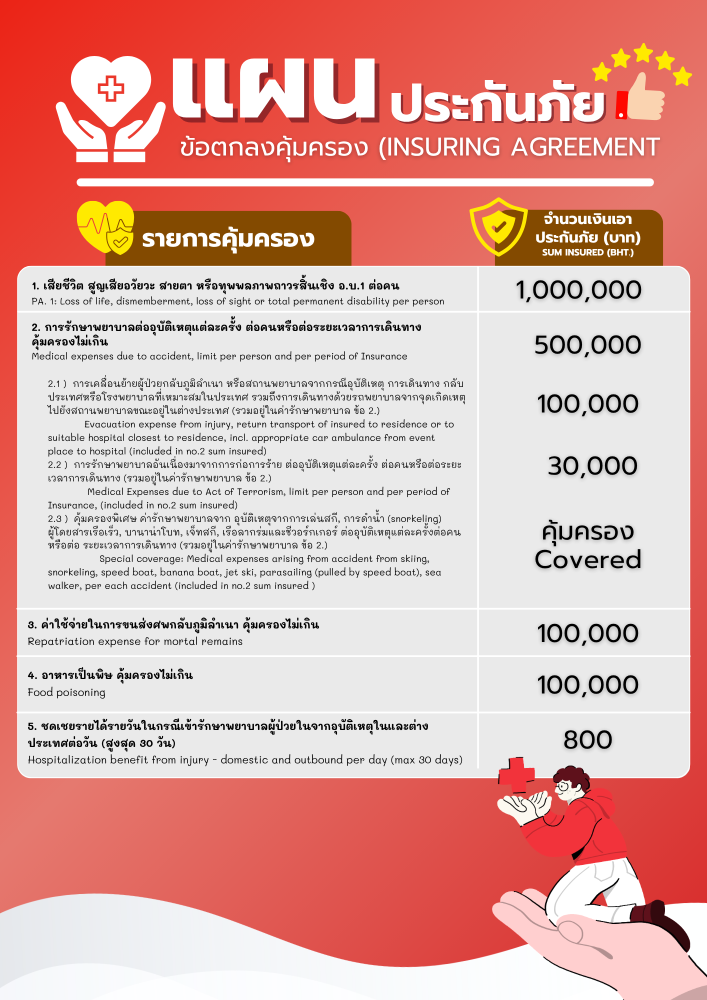 แผน ประกันภัย
ข้อตกลงคุ้มครอง (INSURING AGREEMENT
รายการคุ้มครอง
จำนวนเงินเอา
ประกันภัย (บาท)
SUM INSURED (BHT.)
1. เสียชีวิต สูญเสียอวัยวะ สายตา หรือทุพพลภาพถาวรสิ้นเชิง อ.บ.1 ต่อคน
PA. 1: Loss of life, dismemberment, loss of sight or total permanent disability per person
1,000,000
2. การรักษาพยาบาลต่ออุบัติเหตุแต่ละครั้ง ต่อคนหรือต่อระยะเวลาการเดินทาง
คุ้มครองไม่เกิน
Medical expenses due to accident, limit per person and per period of Insurance
500,000
2.1 ) การเคลื่อนย้ายผู้ป่วยกลับภูมิลำเนา หรือสถานพยาบาลจากกรณีอุบัติเหตุ การเดินทาง กลับ
ประเทศหรือโรงพยาบาลที่เหมาะสมในประเทศ รวมถึงการเดินทางด้วยรถพยาบาลจากจุดเกิดเหตุ
ไปยังสถานพยาบาลขณะอยู่ในต่างประเทศ (รวมอยู่ในค่ารักษาพยาบาล ข้อ 2.)
Evacuation expense from injury, return transport of insured to residence or to
suitable hospital closest to residence, incl. appropriate car ambulance from event
place to hospital (included in no.2 sum insured)
100,000
2.2 ) การรักษาพยาบาลอันเนื่องมาจากการก่อการร้าย ต่ออุบัติเหตุแต่ละครั้ง ต่อคนหรือต่อระยะ
เวลาการเดินทาง (รวมอยู่ในค่ารักษาพยาบาล ข้อ 2.)
Medical Expenses due to Act of Terrorism, limit per person and per period of
Insurance, (included in no.2 sum insured)
30,000
2.3 ) คุ้มครองพิเศษ ค่ารักษาพยาบาลจาก อุบัติเหตุจากการเล่นสกี, การดำน้ำ (snorkeling)
ผู้โดยสารเรือเร็ว, บานาน่าโบท, เจ็ทสกี, เรือลากร่มและซีวอร์กเกอร์ ต่ออุบัติเหตุแต่ละครั้งต่อคน
หรือต่อ ระยะเวลาการเดินทาง (รวมอยู่ในค่ารักษาพยาบาล ข้อ 2.)
Special coverage: Medical expenses arising from accident from skiing,
snorkeling, speed boat, banana boat, jet ski, parasailing (pulled by speed boat), sea
walker, per each accident (included in no.2 sum insured )
คุ้มครอง
Covered
3. ค่าใช้จ่ายในการขนส่งศพกลับภูมิลำเนา คุ้มครองไม่เกิน
Repatriation expense for mortal remains
100,000
4. อาหารเป็นพิษ คุ้มครองไม่เกิน
Food poisoning
100,000
5. ชดเชยรายได้รายวันในกรณีเข้ารักษาพยาบาลผู้ป่วยในจากอุบัติเหตุในและต่าง
ประเทศต่อวัน (สูงสุด 30 วัน)
Hospitalization benefit from injury - domestic and outbound per day (max 30 days)
800